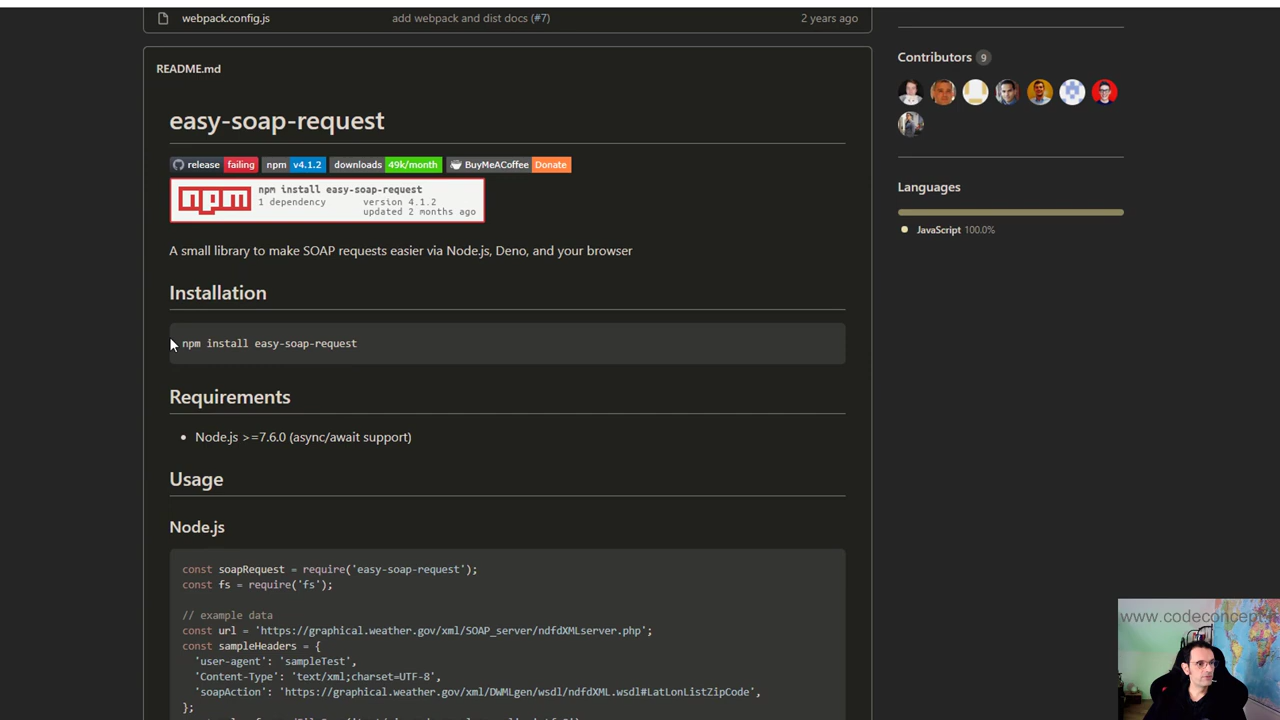 webpack.config.js add webpack and dist docs (#7) 2 years ago
README.md
Contributors 9
easy-soap-request
release failing npm v4.1.2 downloads 49k/month BuyMeACoffee Donate
npm npm install easy-soap-request
1 dependency version 4.1.2
updated 2 months ago
Languages
JavaScript 100.0%
A small library to make SOAP requests easier via Node.js, Deno, and your browser
Installation
npm install easy-soap-request
Requirements
• Node.js >=7.6.0 (async/await support)
Usage
Node.js
const soapRequest = require('easy-soap-request');
const fs = require('fs');
// example data
const url = 'https://graphical.weather.gov/xml/SOAP_server/ndfdXMLserver.php';
const sampleHeaders = {
'user-agent': 'sampleTest',
'Content-Type': 'text/xml;charset=UTF-8',
'soapAction': 'https://graphical.weather.gov/xml/DWMLgen/wsdl/ndfdXML.wsdl#LatLonListZipCode',
};